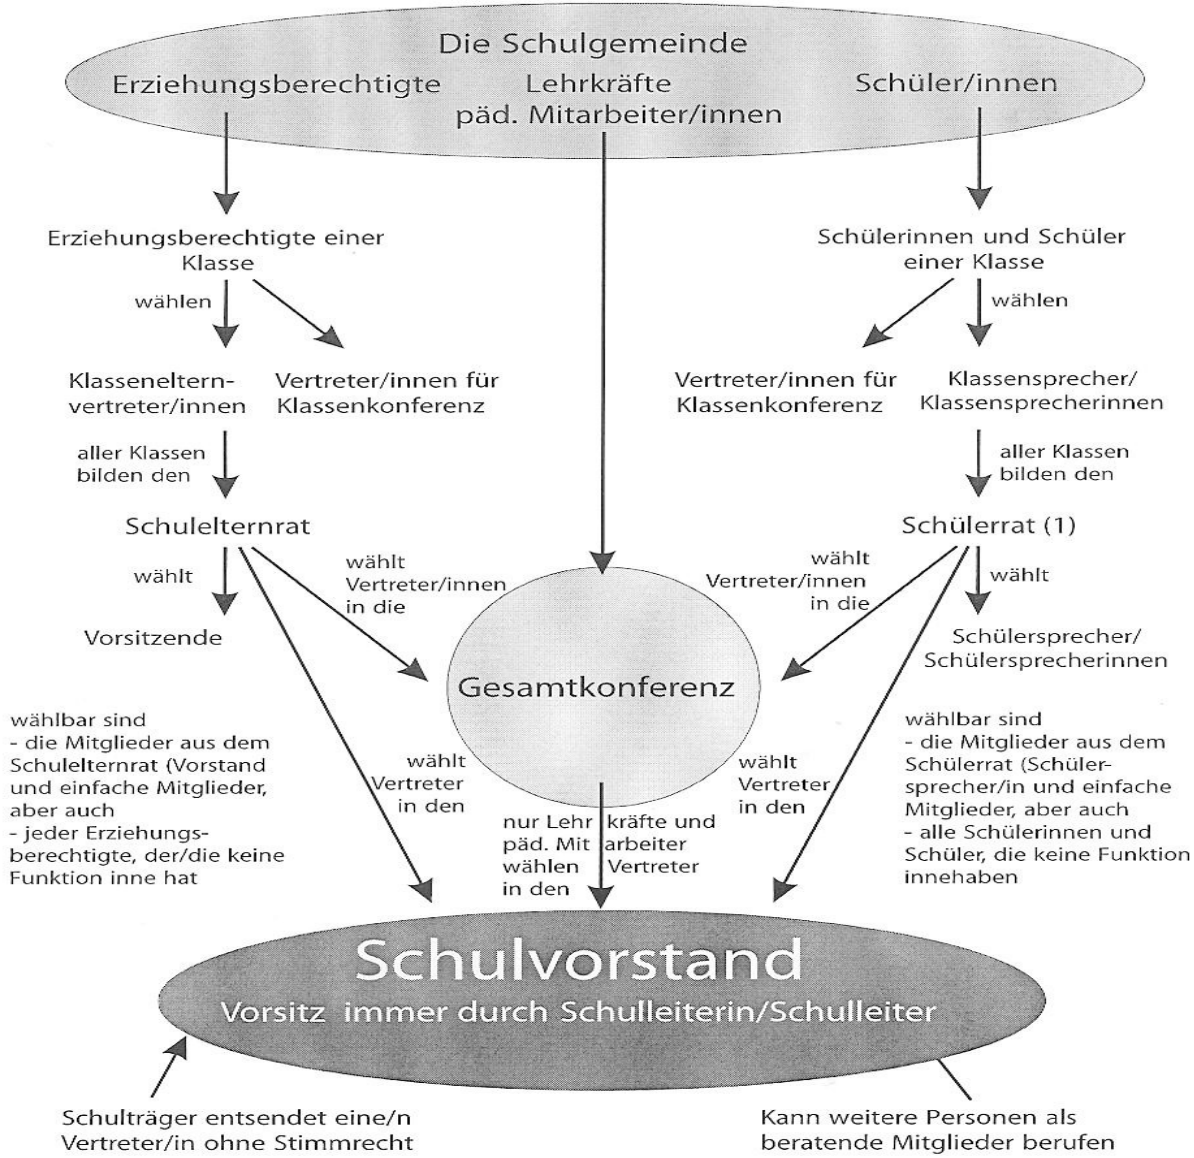 Die Schulgemeinde
Erziehungsberechtigte
Lehrkräfte
päd. Mitarbeiter/innen
Schüler/innen
Erziehungsberechtigte einer
Klasse
wählen
Klasseneltern-
vertreter/innen
Vertreter/innen für
Klassenkonferenz
aller Klassen
bilden den
Schulelternrat
wählt
Vorsitzende
wählt
Vertreter/innen
in die
Schülerinnen und Schüler
einer Klasse
wählen
Vertreter/innen für
Klassenkonferenz
Klassensprecher/
Klassensprecherinnen
aller Klassen
bilden den
Schülerrat (1)
wählt
Vertreter/innen
in die
wählt
Schülersprecher/
Schülersprecherinnen
Gesamtkonferenz
wählbar sind
- die Mitglieder aus dem
Schulelternrat (Vorstand
und einfache Mitglieder,
aber auch
- jeder Erziehungs-
berechtigte, der/die keine
Funktion inne hat
wählt
Vertreter
in den
nur Lehr kräfte und
päd. Mit arbeiter
wählen Vertreter
in den
wählt
Vertreter
in den
wählbar sind
- die Mitglieder aus dem
Schülerrat (Schüler-
sprecher/in und einfache
Mitglieder, aber auch
- alle Schülerinnen und
Schüler, die keine Funktion
innehaben
Schulvorstand
Vorsitz immer durch Schulleiterin/Schulleiter
Schulträger entsendet eine/n
Vertreter/in ohne Stimmrecht
Kann weitere Personen als
beratende Mitglieder berufen